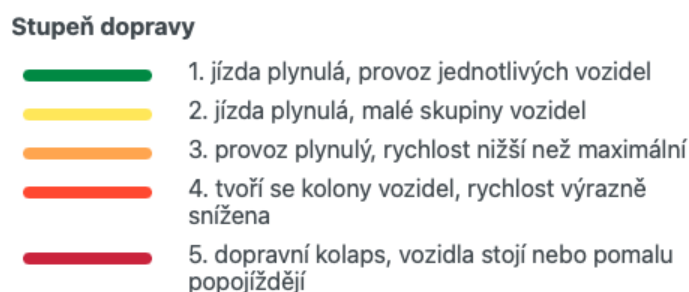 Stupeň dopravy
1. jízda plynulá, provoz jednotlivých vozidel
2. jízda plynulá, malé skupiny vozidel
3. provoz plynulý, rychlost nižší než maximální
4. tvoří se kolony vozidel, rychlost výrazně
snížena
5. dopravní kolaps, vozidla stojí nebo pomalu
popojíždějí